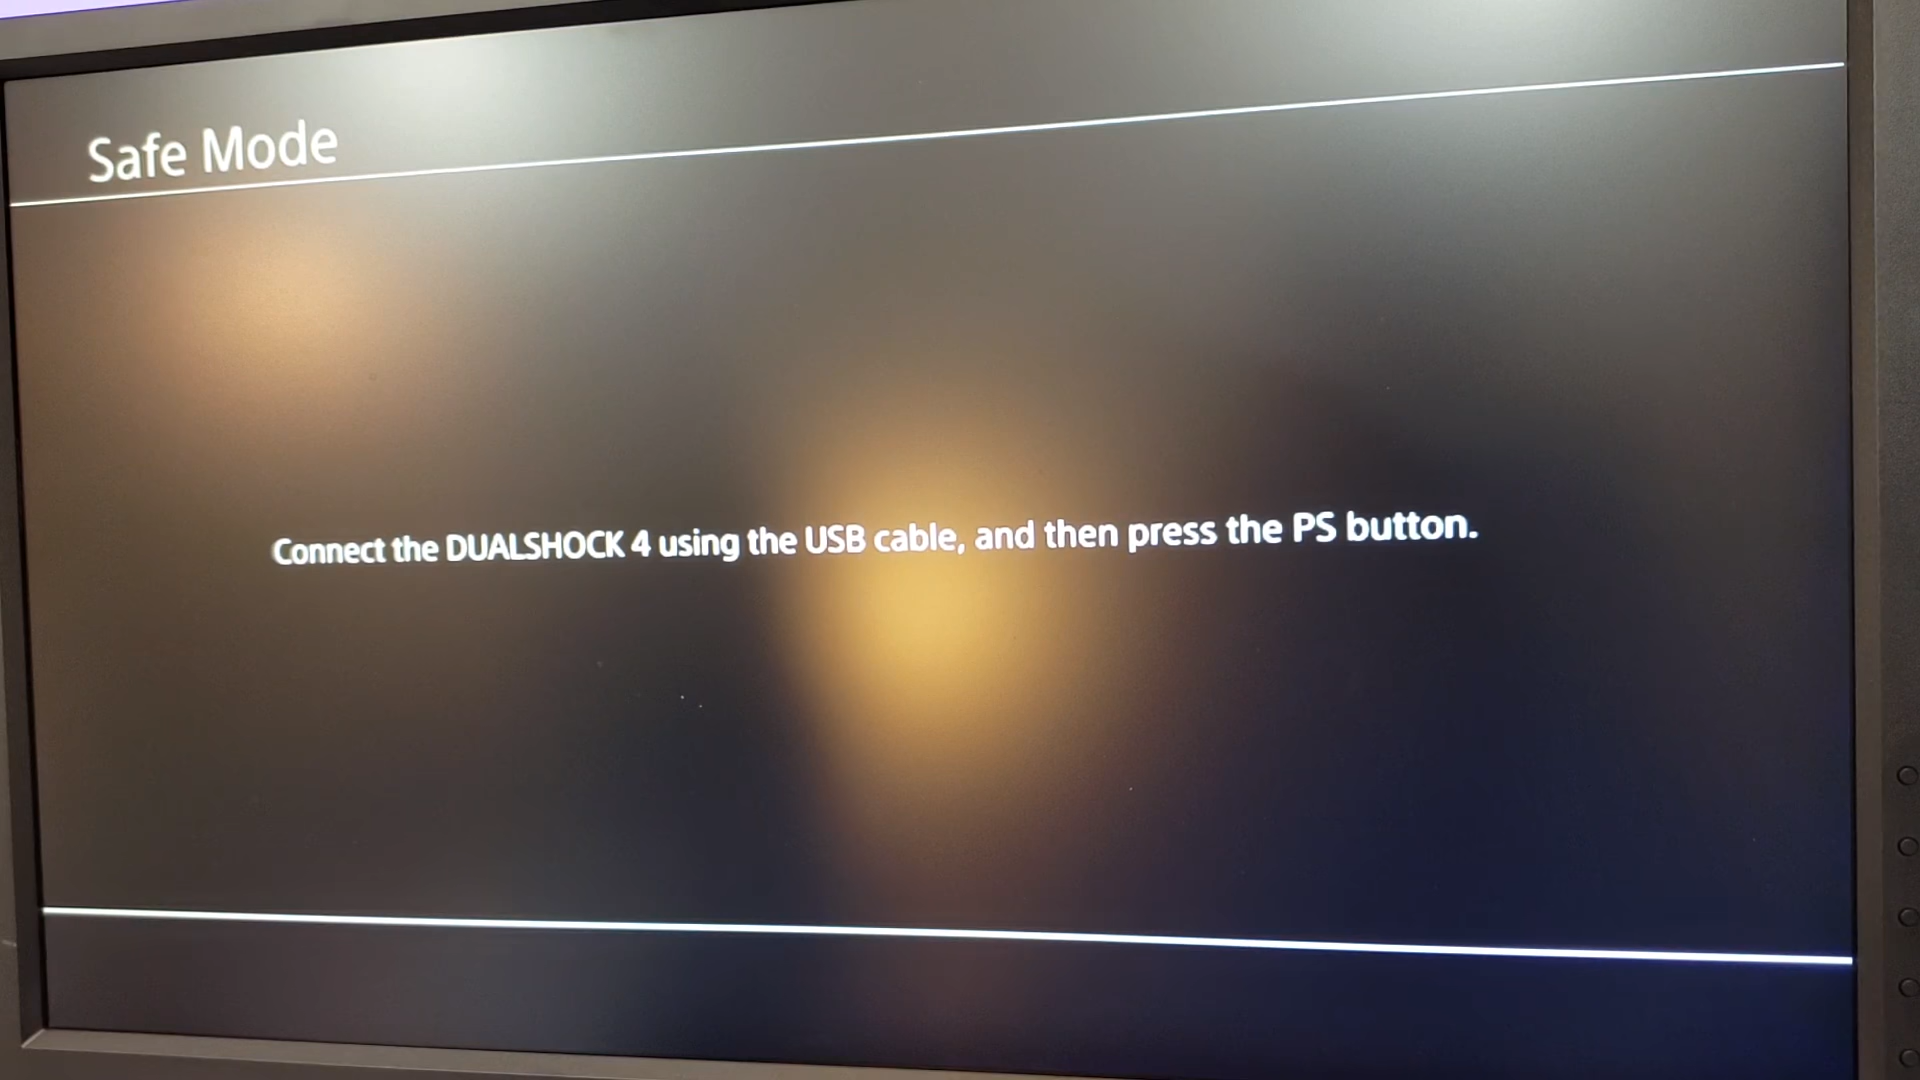 Safe Mode
Connect the DUALSHOCK 4 using the USB cable, and then press the PS button.